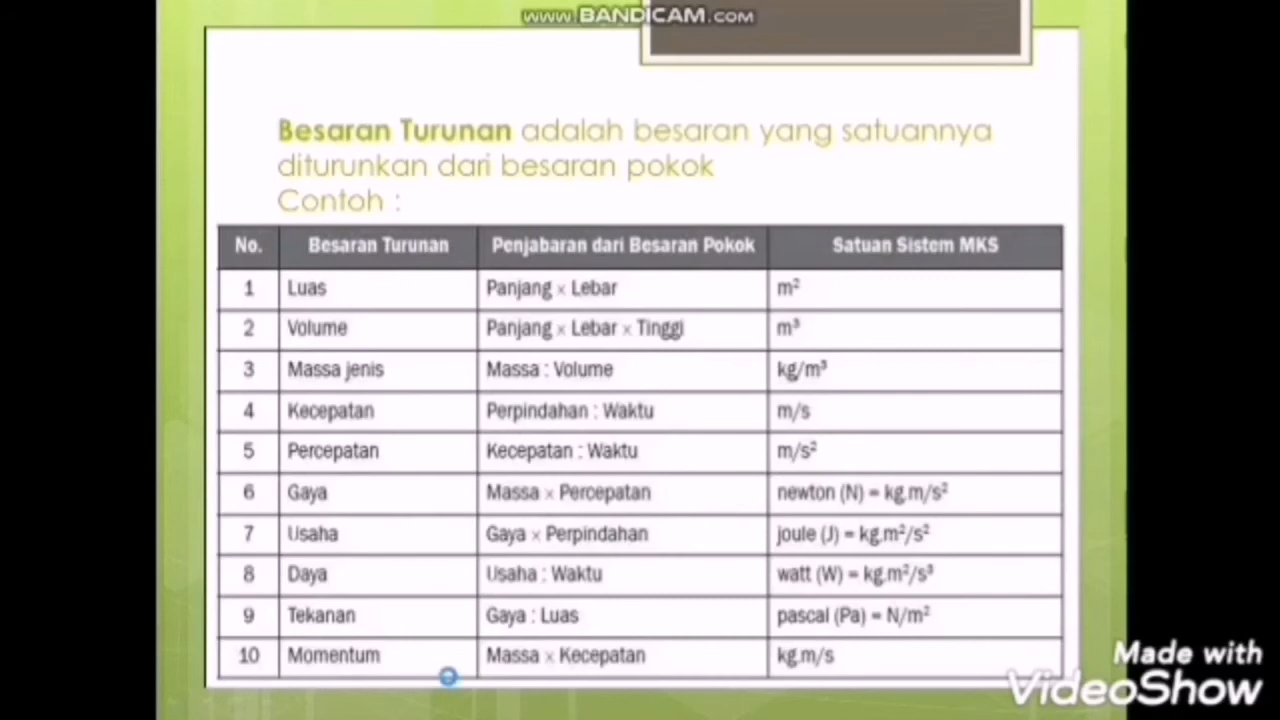 www.BANDICAM.com
Besaran Turunan adalah besaran yang satuannya
diturunkan dari besaran pokok
Contoh :
No. Besaran Turunan Penjabaran dari Besaran Pokok Satuan Sistem MKS
1 Luas Panjang × Lebar m²
2 Volume Panjang × Lebar × Tinggi m³
3 Massa jenis Massa : Volume kg/m³
4 Kecepatan Perpindahan : Waktu m/s
5 Percepatan Kecepatan : Waktu m/s²
6 Gaya Massa × Percepatan newton (N) = kg.m/s²
7 Usaha Gaya × Perpindahan joule (J) = kg.m²/s²
8 Daya Usaha : Waktu watt (W) = kg.m²/s³
9 Tekanan Gaya : Luas pascal (Pa) = N/m²
10 Momentum Massa × Kecepatan kg.m/s
Made with
VideoShow